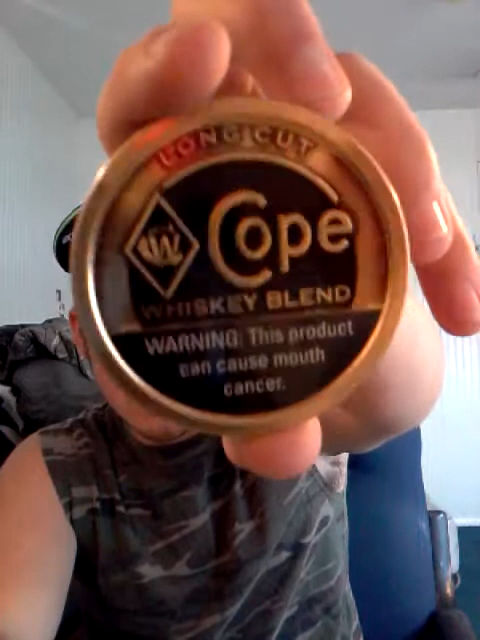 LONG CUT
W
Cope
WHISKEY BLEND
WARNING: This product
can cause mouth
cancer.